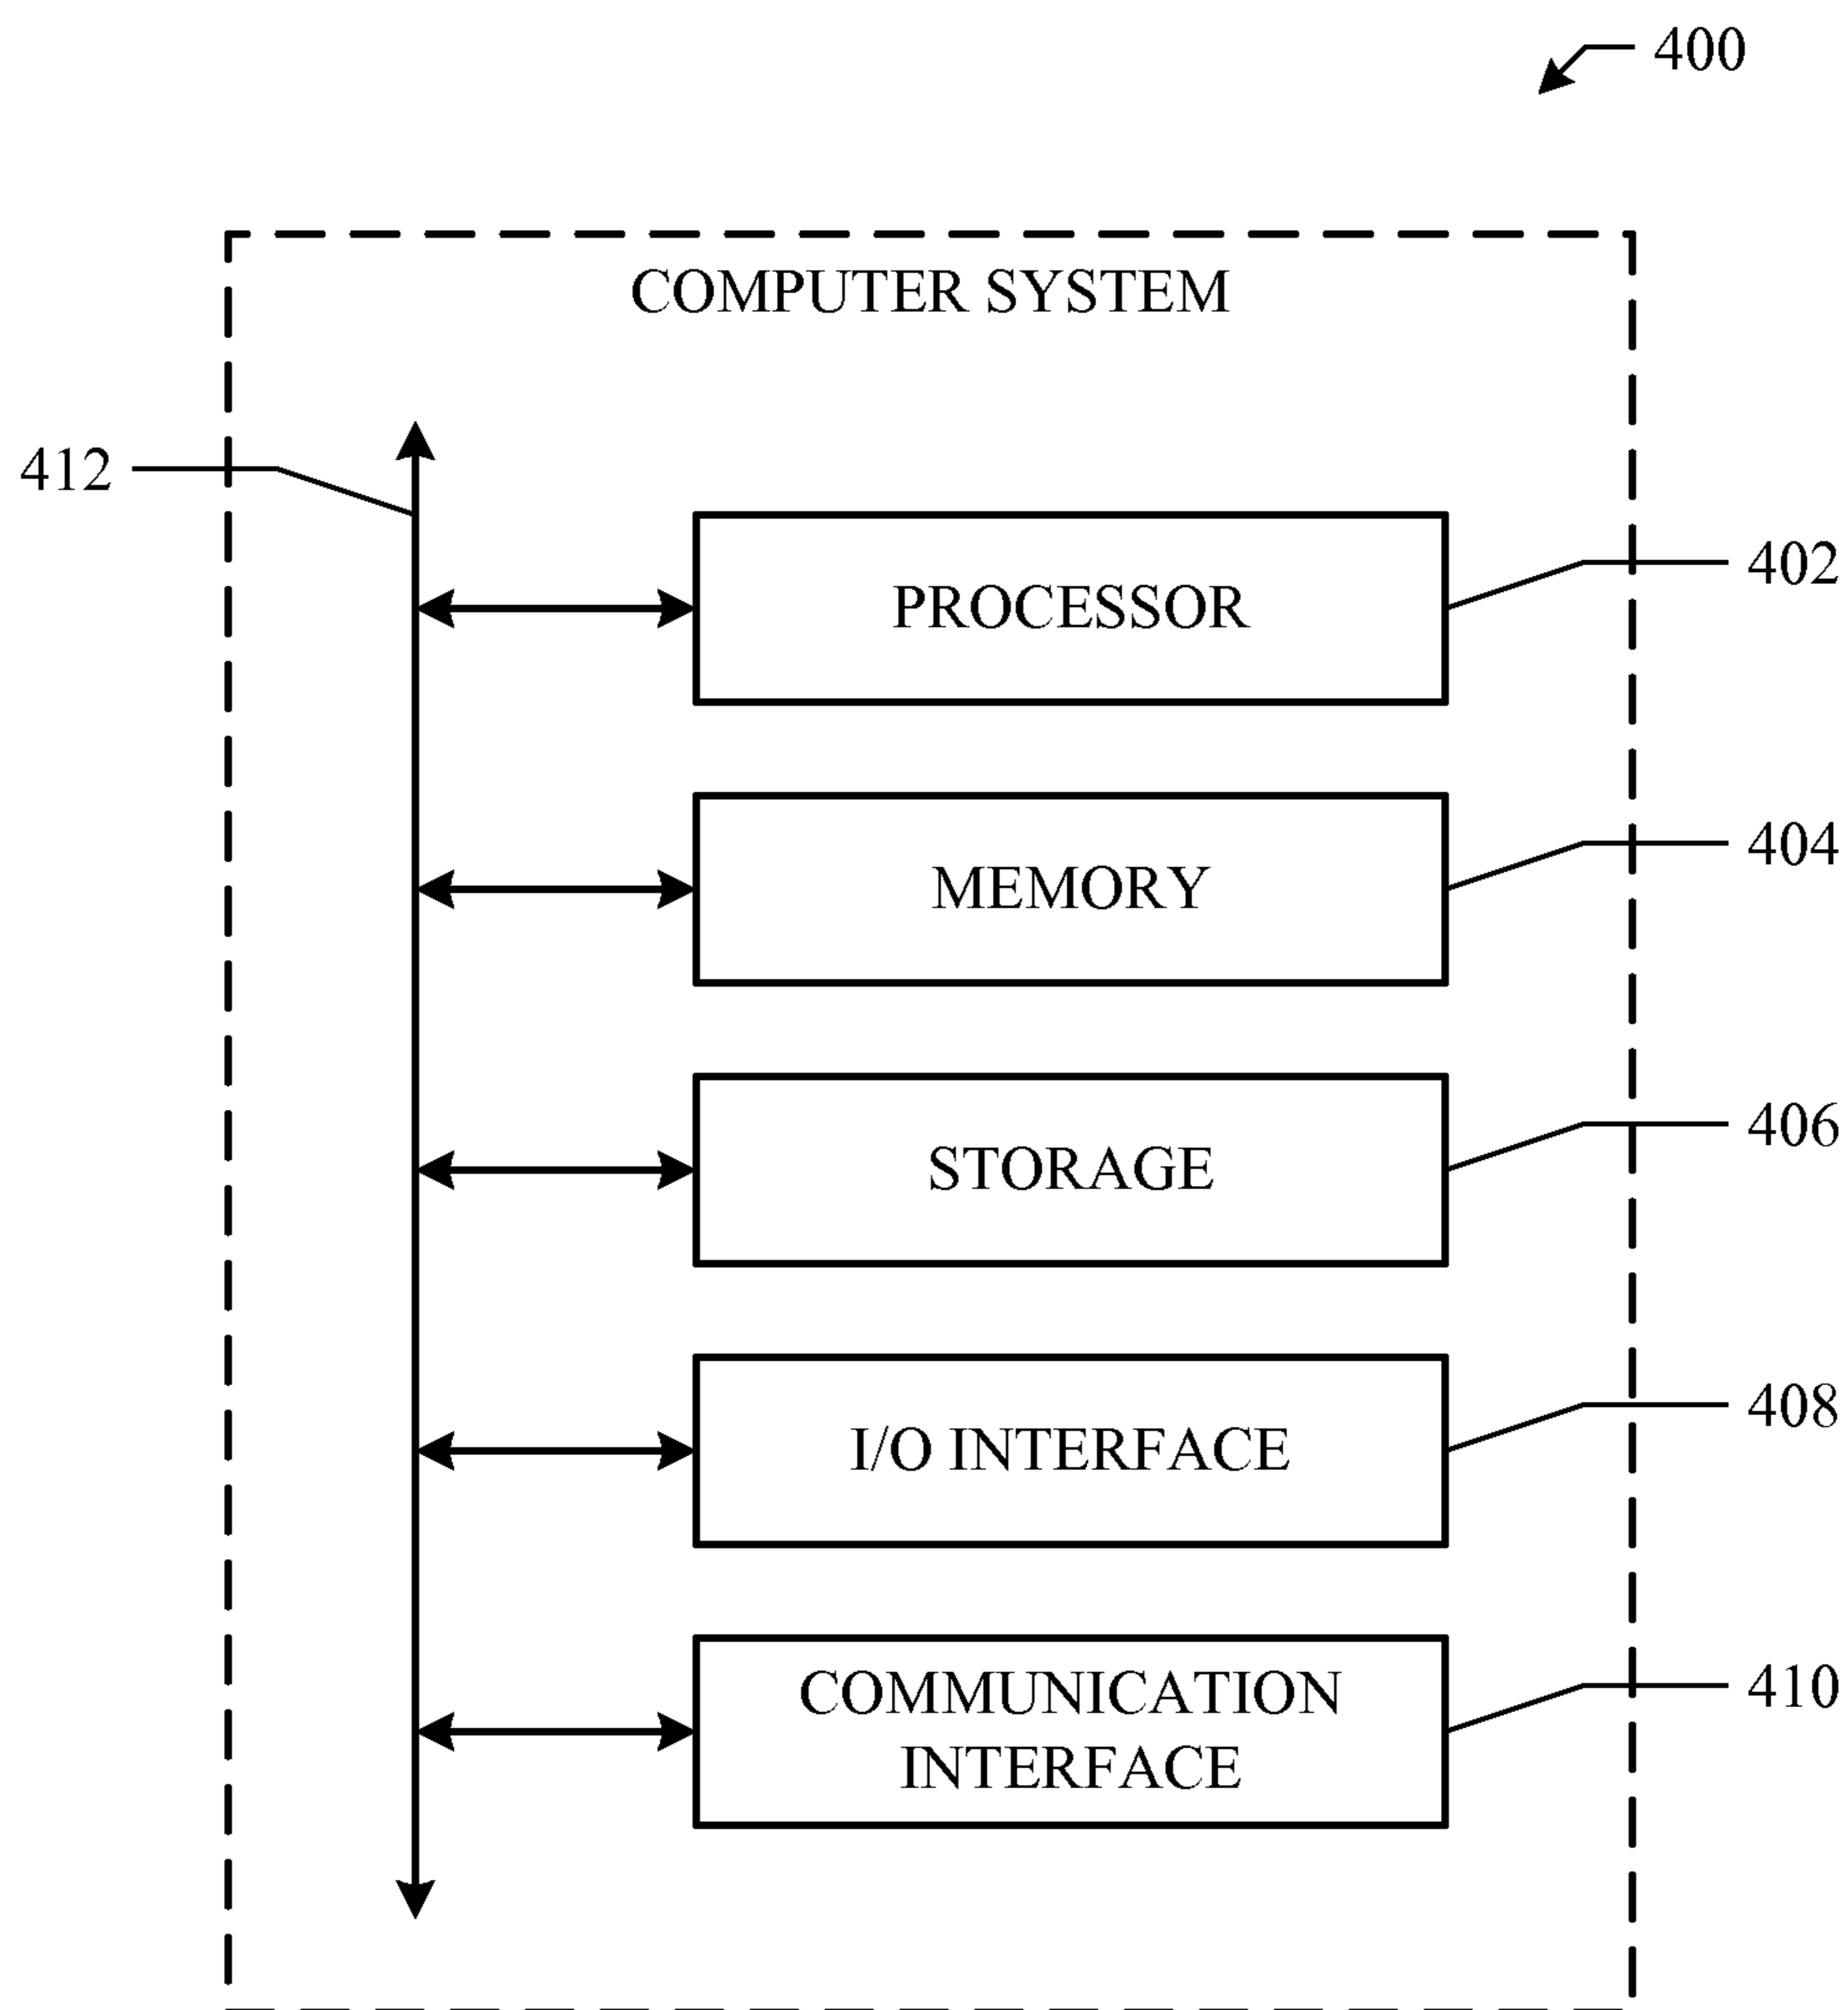 400
COMPUTER SYSTEM
412
PROCESSOR
402
MEMORY
404
STORAGE
406
I/O INTERFACE
408
COMMUNICATION
INTERFACE
410